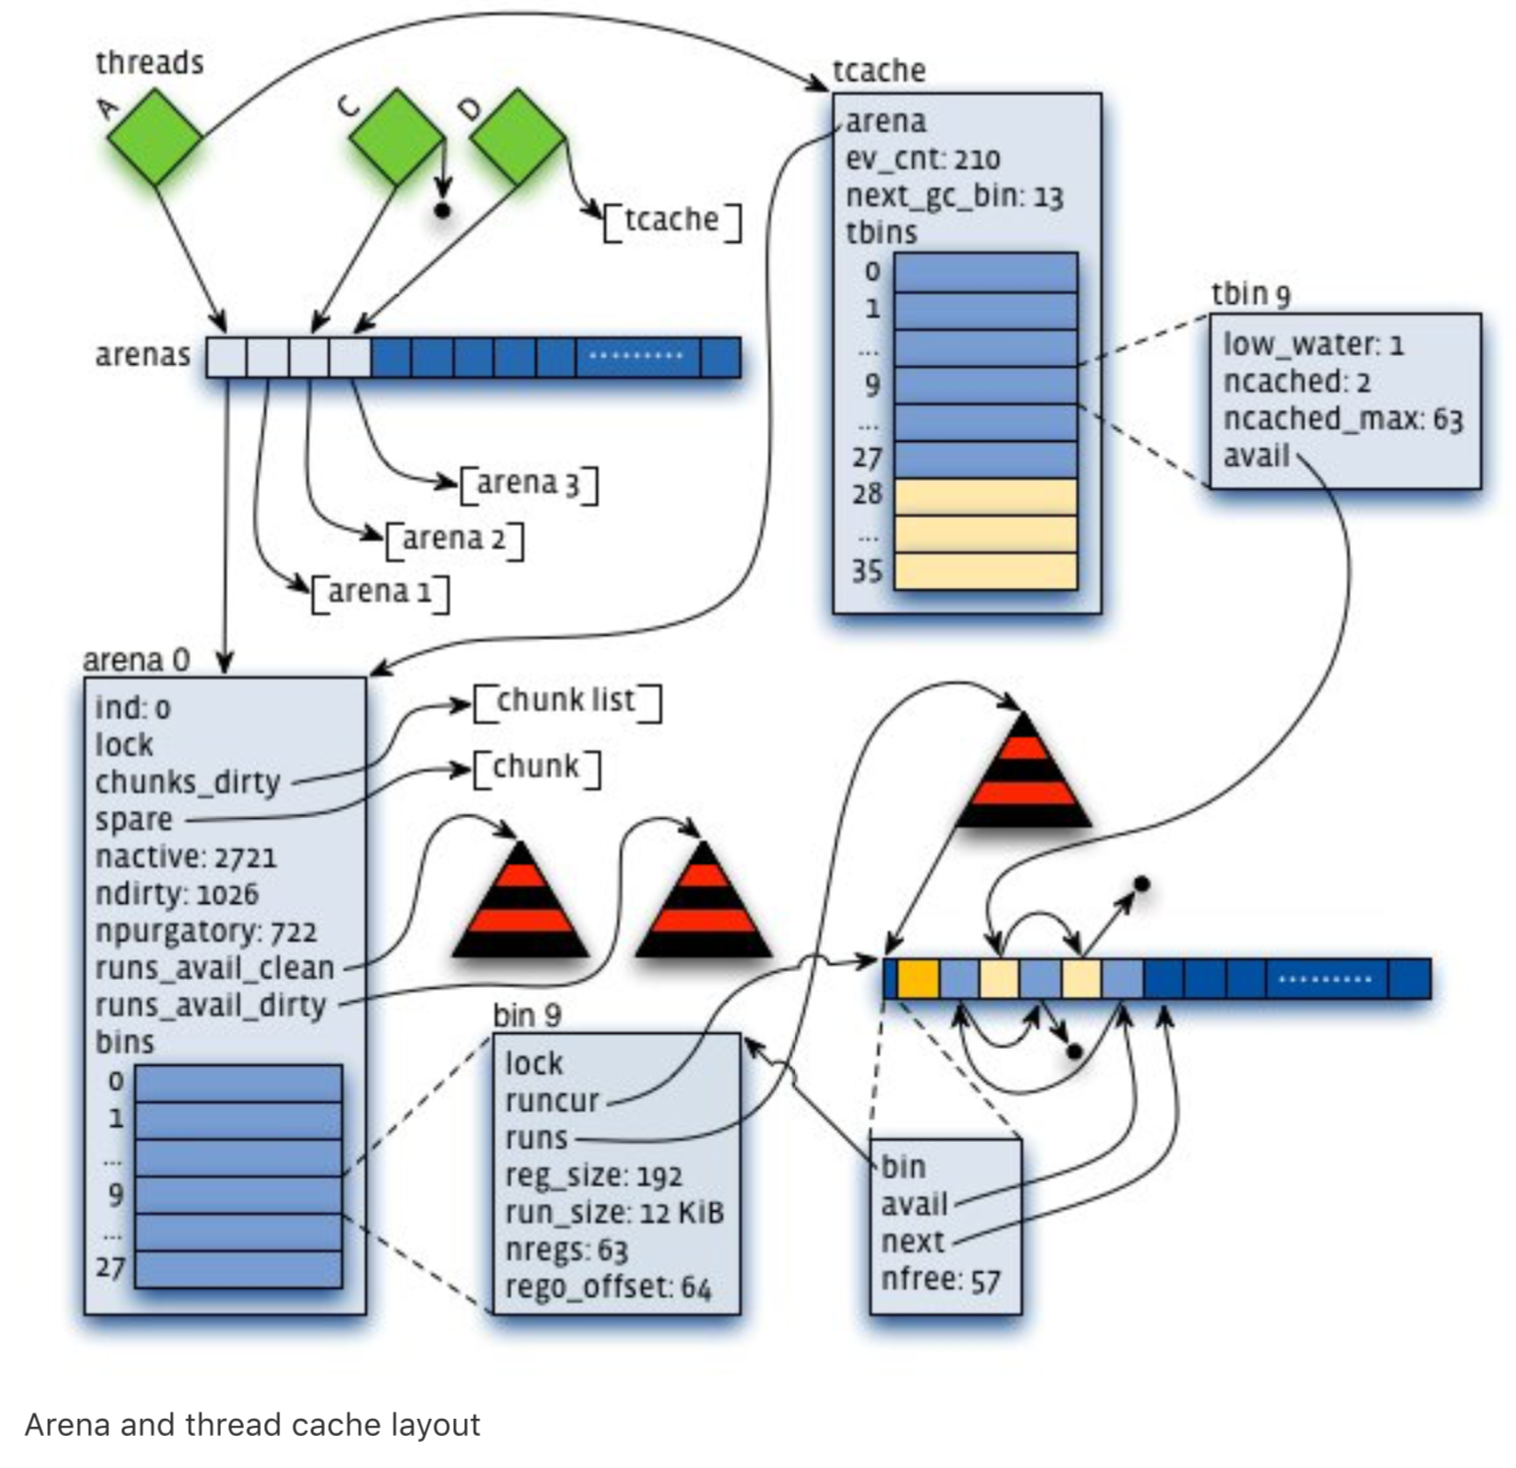 threads
A
C
D
[tcache]
arenas
.........
[arena 3]
[arena 2]
[arena 1]
tcache
arena
ev_cnt: 210
next_gc_bin: 13
tbins
0
1
...
9
...
27
28
...
35
tbin 9
low_water: 1
ncached: 2
ncached_max: 63
avail
arena 0
ind: 0
lock
chunks_dirty
spare
nactive: 2721
ndirty: 1026
npurgatory: 722
runs_avail_clean
runs_avail_dirty
bins
0
1
...
9
...
27
[chunk list]
[chunk]
bin 9
lock
runcur
runs
reg_size: 192
run_size: 12 KiB
nregs: 63
rego_offset: 64
.........
bin
avail
next
nfree: 57
Arena and thread cache layout